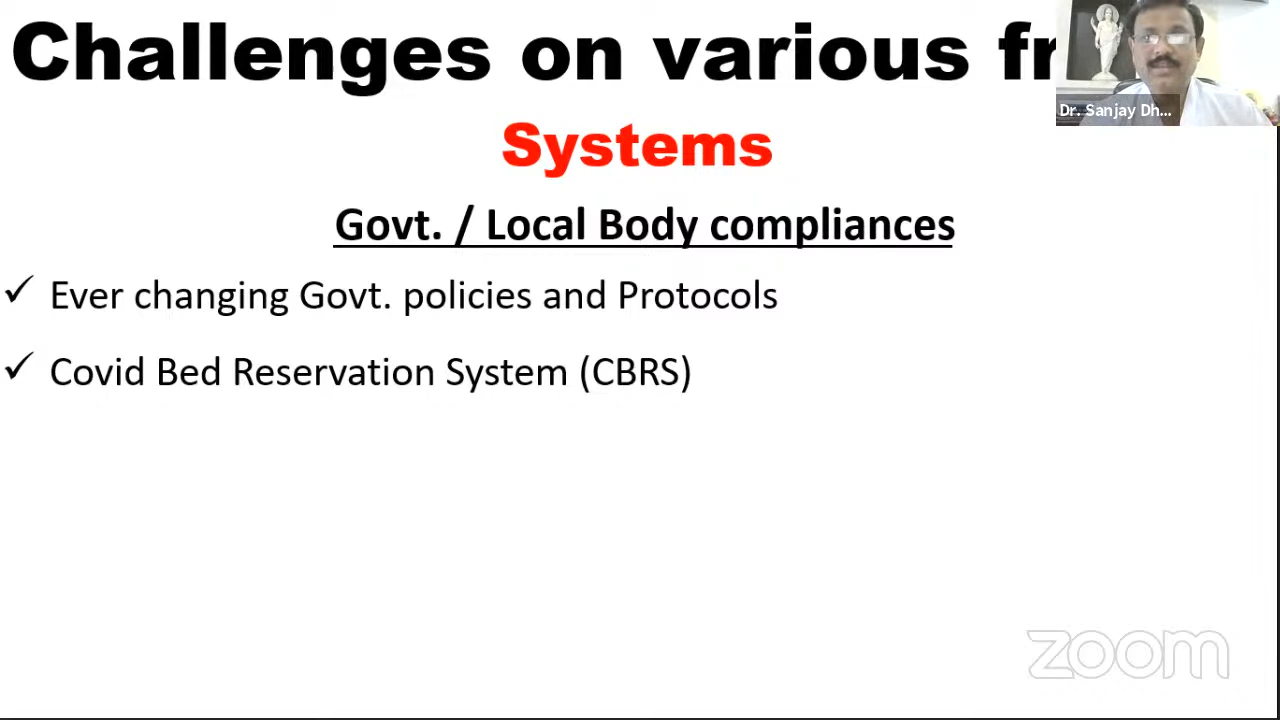 Challenges on various fr
Dr. Sanjay Dh...
Systems
Govt. / Local Body compliances
✓ Ever changing Govt. policies and Protocols
✓ Covid Bed Reservation System (CBRS)
zoom